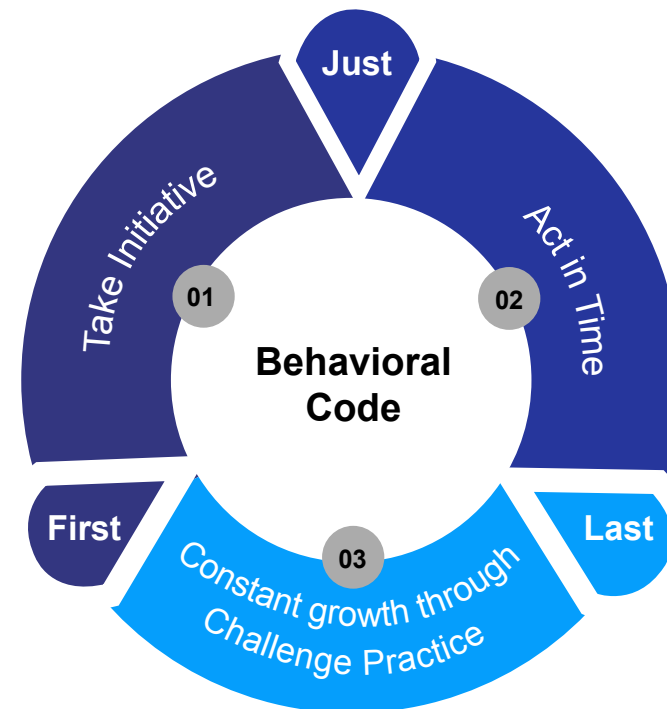 Just
Take Initiative
Act in Time
01
02
Behavioral
Code
First
Last
03
Constant growth through
Challenge Practice